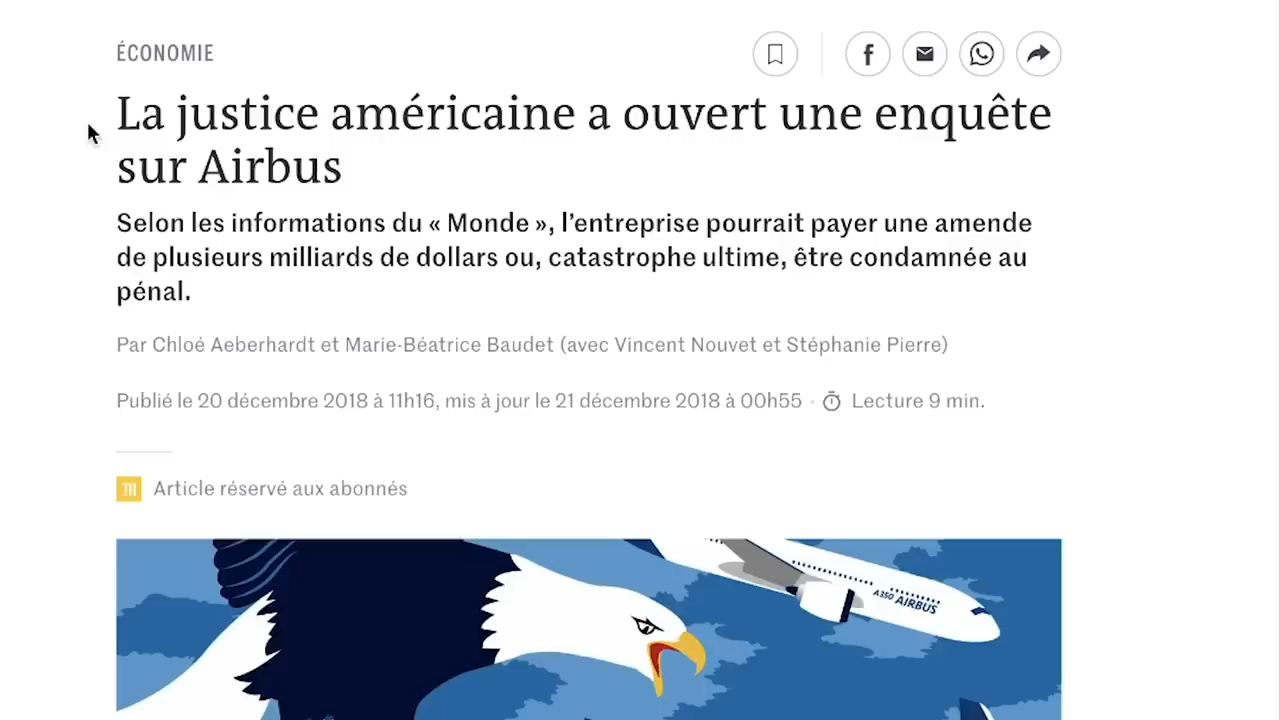 ÉCONOMIE
La justice américaine a ouvert une enquête
sur Airbus
Selon les informations du « Monde », l’entreprise pourrait payer une amende
de plusieurs milliards de dollars ou, catastrophe ultime, être condamnée au
pénal.
Par Chloé Aeberhardt et Marie-Béatrice Baudet (avec Vincent Nouvet et Stéphanie Pierre)
Publié le 20 décembre 2018 à 11h16, mis à jour le 21 décembre 2018 à 00h55 · Lecture 9 min.
Article réservé aux abonnés
A350 AIRBUS